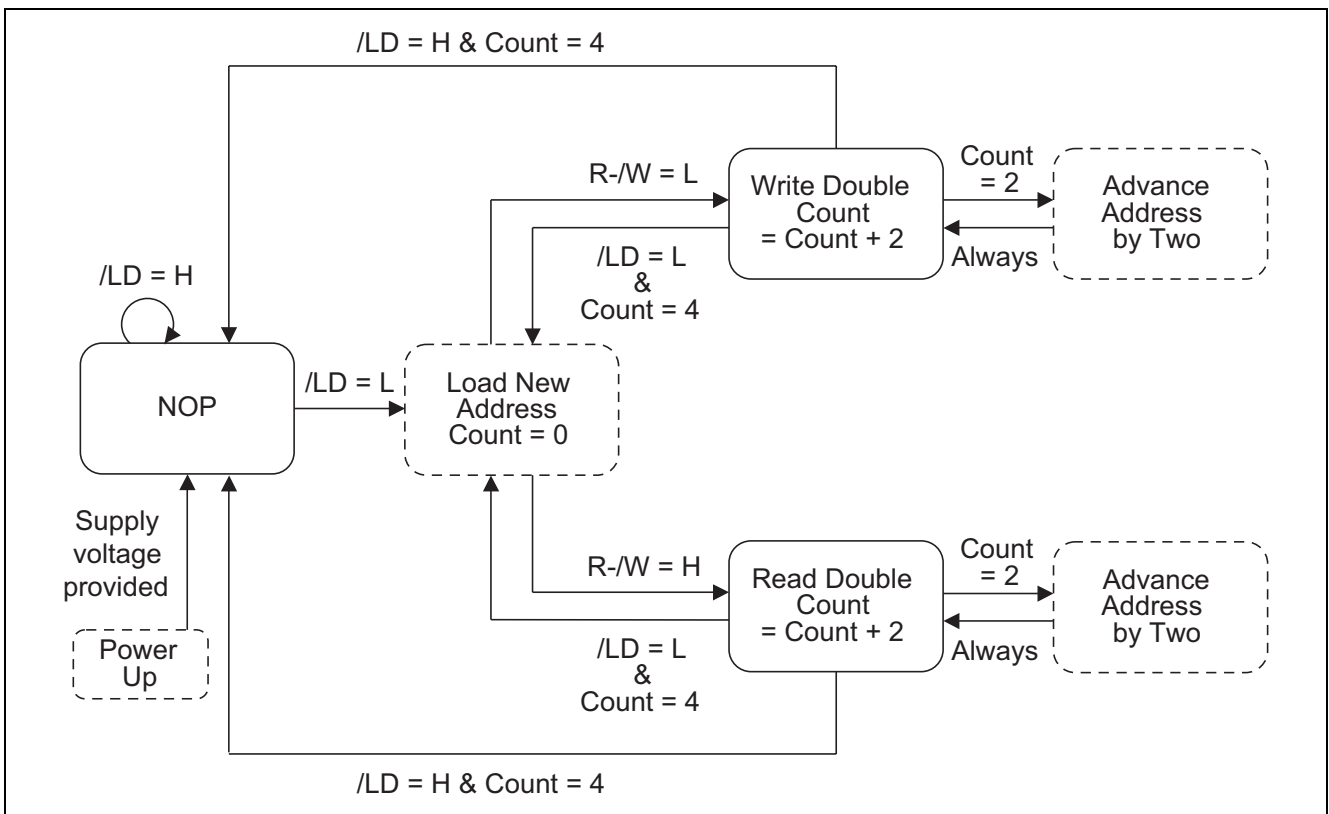 /LD = H & Count = 4
R-/W = L
Write Double
Count
= Count + 2
Count
= 2
Always
Advance
Address
by Two
/LD = L
&
Count = 4
/LD = H
NOP
/LD = L
Load New
Address
Count = 0
Supply
voltage
provided
Power
Up
R-/W = H
Read Double
Count
= Count + 2
Count
= 2
Always
Advance
Address
by Two
/LD = L
&
Count = 4
/LD = H & Count = 4